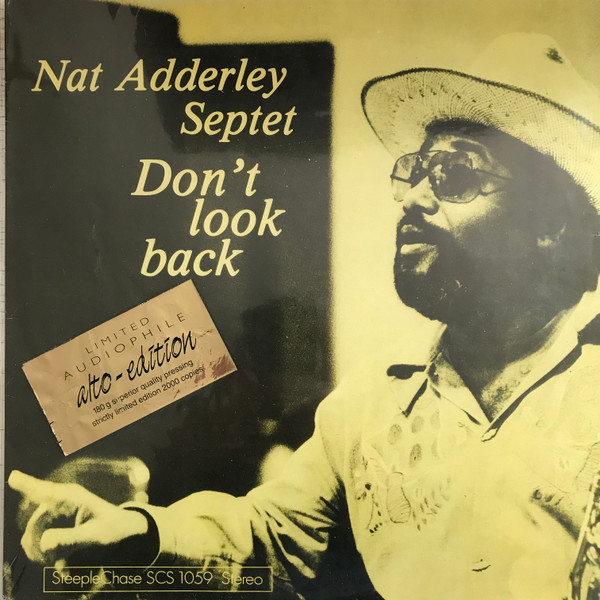 Nat Adderley
Septet
Don't
look
back
LIMITED
AUDIOPHILE
alto-edition
180 g superior quality pressing
strictly limited edition 2000 copies
SteepleChase SCS 1059 Stereo